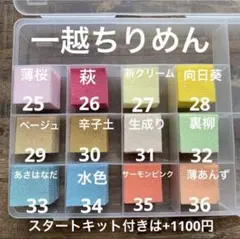 一越ちりめん
薄桜 萩 新クリーム 向日葵
25 26 27 28
ベージュ 辛子土 生成り 裏柳
29 30 31 32
あさはなだ 水色 サーモンピンク 薄あんず
33 34 35 36
スタートキット付きは+1100円